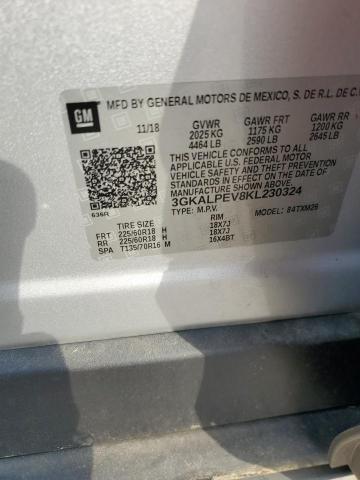 GM
MFD BY GENERAL MOTORS DE MEXICO, S. DE R.L. DE C.
11/18 GVWR GAWR FRT GAWR RR
2025 KG 1175 KG 1200 KG
4464 LB 2590 LB 2645 LB
THIS VEHICLE CONFORMS TO ALL
APPLICABLE U.S. FEDERAL MOTOR
VEHICLE SAFETY STANDARDS IN
EFFECT ON THE DATE OF
MANUFACTURE SHOWN ABOVE.
3GKALPEV8KL230324
TYPE: M.P.V. MODEL: 84TXM26
636R
TIRE SIZE RIM
FRT 225/60R18 H 18X7J
RR 225/60R18 H 18X7J
SPA T135/70R16 M 16X4BT